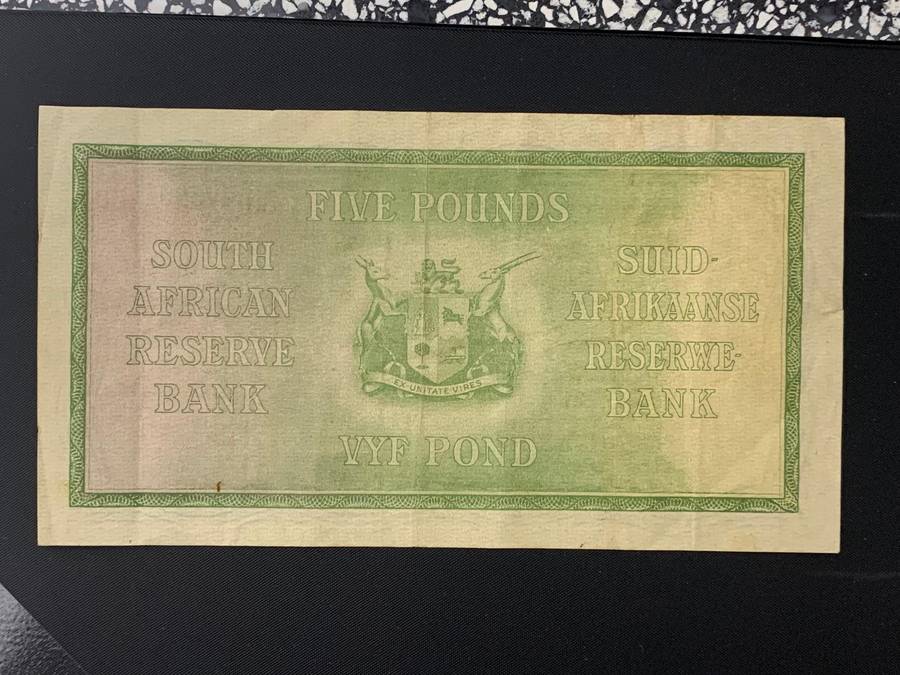 FIVE POUNDS
SOUTH
AFRICAN
RESERVE
BANK
EX·UNITATE·VIRES
SUID-
AFRIKAANSE
RESERWE-
BANK
VYF POND